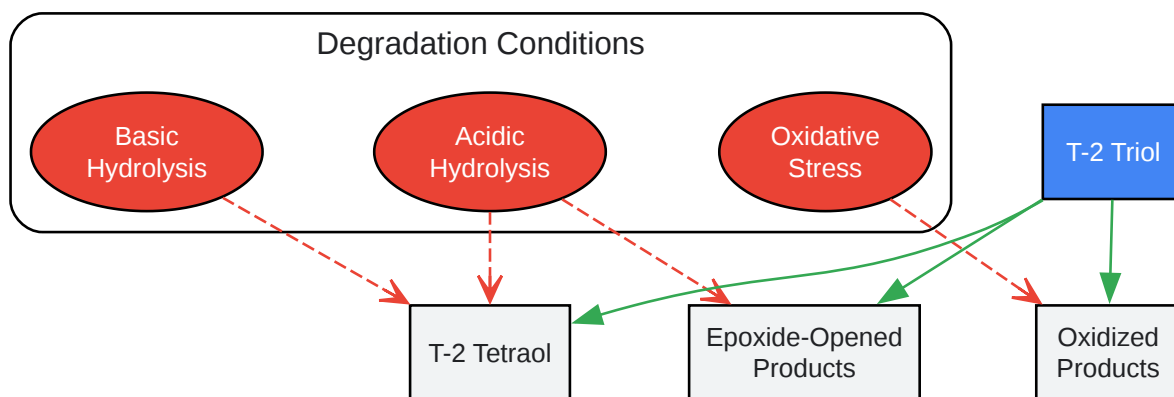 Degradation Conditions
Basic
Hydrolysis
Acidic
Hydrolysis
Oxidative
Stress
T-2 Triol
T-2 Tetraol
Epoxide-Opened
Products
Oxidized
Products